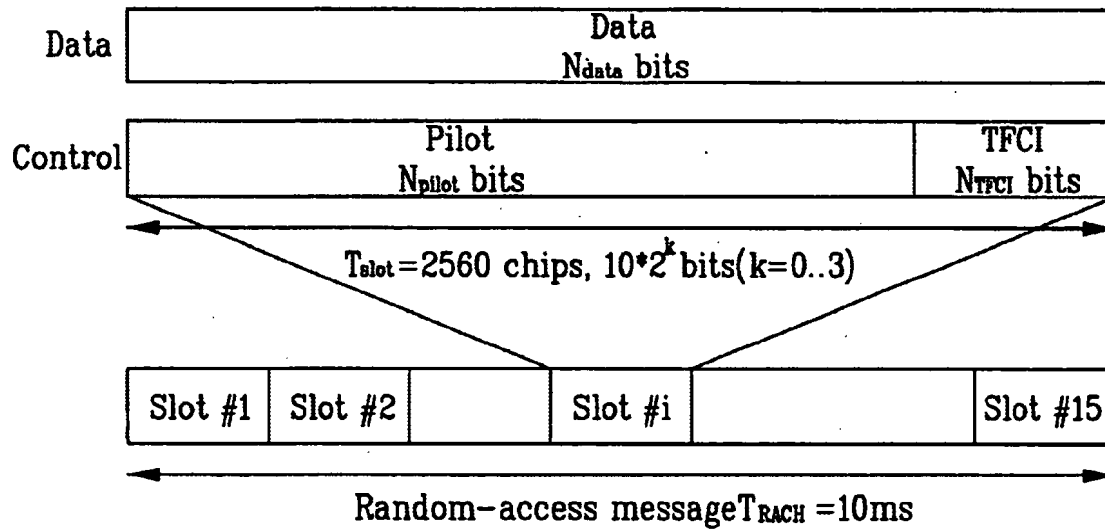 Data
Data
Ndata bits
Control
Pilot
Npilot bits
TFCI
NTFCI bits
Tslot=2560 chips, 10*2^k bits(k=0..3)
Slot #1
Slot #2
Slot #i
Slot #15
Random-access messageTRACH =10ms